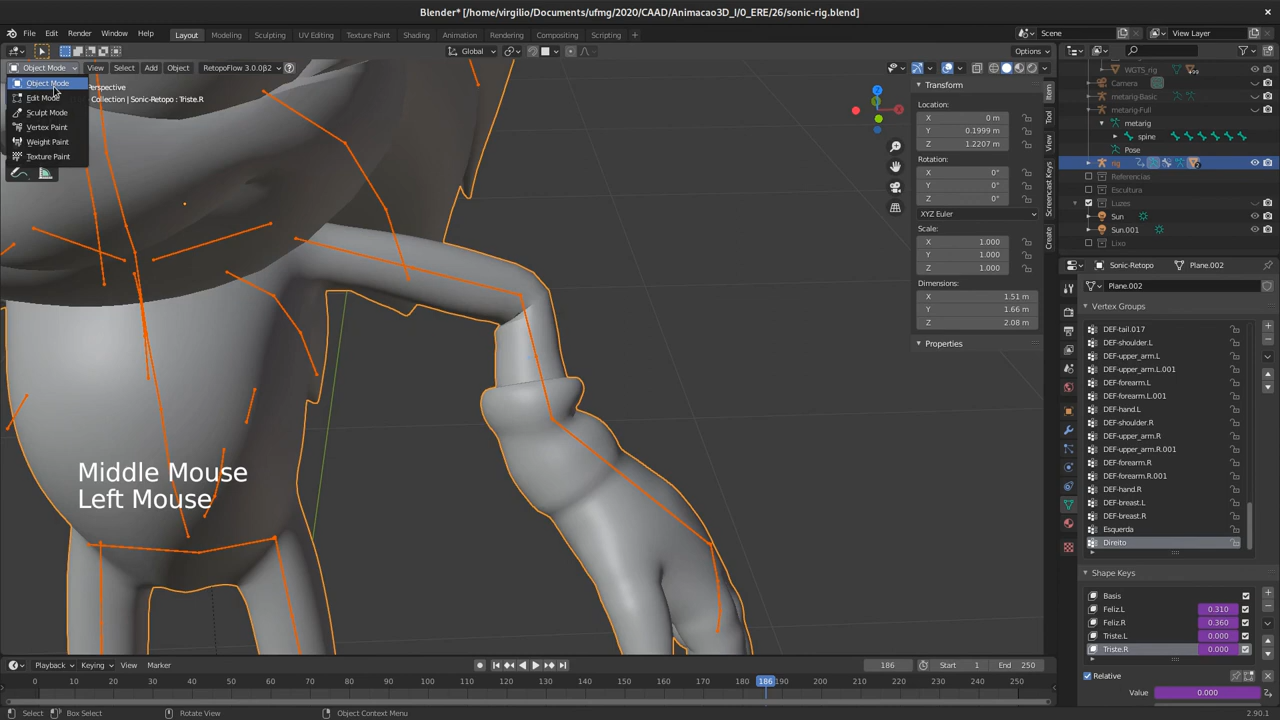 Blender* [/home/virgilio/Documents/ufmg/2020/CAAD/Animacao3D_I/0_ERE/26/sonic-rig.blend]
File Edit Render Window Help Layout Modeling Sculpting UV Editing Texture Paint Shading Animation Rendering Compositing Scripting Scene View Layer
Global Options
Object Mode View Select Add Object RetopoFlow 3.0.0β2
Object Mode
Edit Mode
Sculpt Mode
Vertex Paint
Weight Paint
Texture Paint
Perspective
Collection | Sonic-Retopo : Triste.R
Middle Mouse
Left Mouse
X
Y
Z
Transform
Location:
X 0 m
Y 0.1999 m
Z 1.2207 m
Rotation:
X 0°
Y 0°
Z 0°
XYZ Euler
Scale:
X 1.000
Y 1.000
Z 1.000
Dimensions:
X 1.51 m
Y 1.66 m
Z 2.08 m
Properties
Item
Tool
View
Screencast Keys
Create
WGTS_rig
Camera
metarig-Basic
metarig-Full
metarig
spine
Pose
rig
Referencias
Escultura
Luzes
Sun
Sun.001
Lixo
Sonic-Retopo Plane.002
Plane.002
Vertex Groups
DEF-tail.017
DEF-shoulder.L
DEF-upper_arm.L
DEF-upper_arm.L.001
DEF-forearm.L
DEF-forearm.L.001
DEF-hand.L
DEF-shoulder.R
DEF-upper_arm.R
DEF-upper_arm.R.001
DEF-forearm.R
DEF-forearm.R.001
DEF-hand.R
DEF-breast.L
DEF-breast.R
Esquerda
Direito
Shape Keys
Basis
Feliz.L 0.310
Feliz.R 0.360
Triste.L 0.000
Triste.R 0.000
Relative
Value 0.000
Playback Keying View Marker 186 Start 1 End 250
0 10 20 30 40 50 60 70 80 90 100 110 120 130 140 150 160 170 180 186 190 200 210 220 230 240 250
Select Box Select Rotate View Object Context Menu 2.90.1